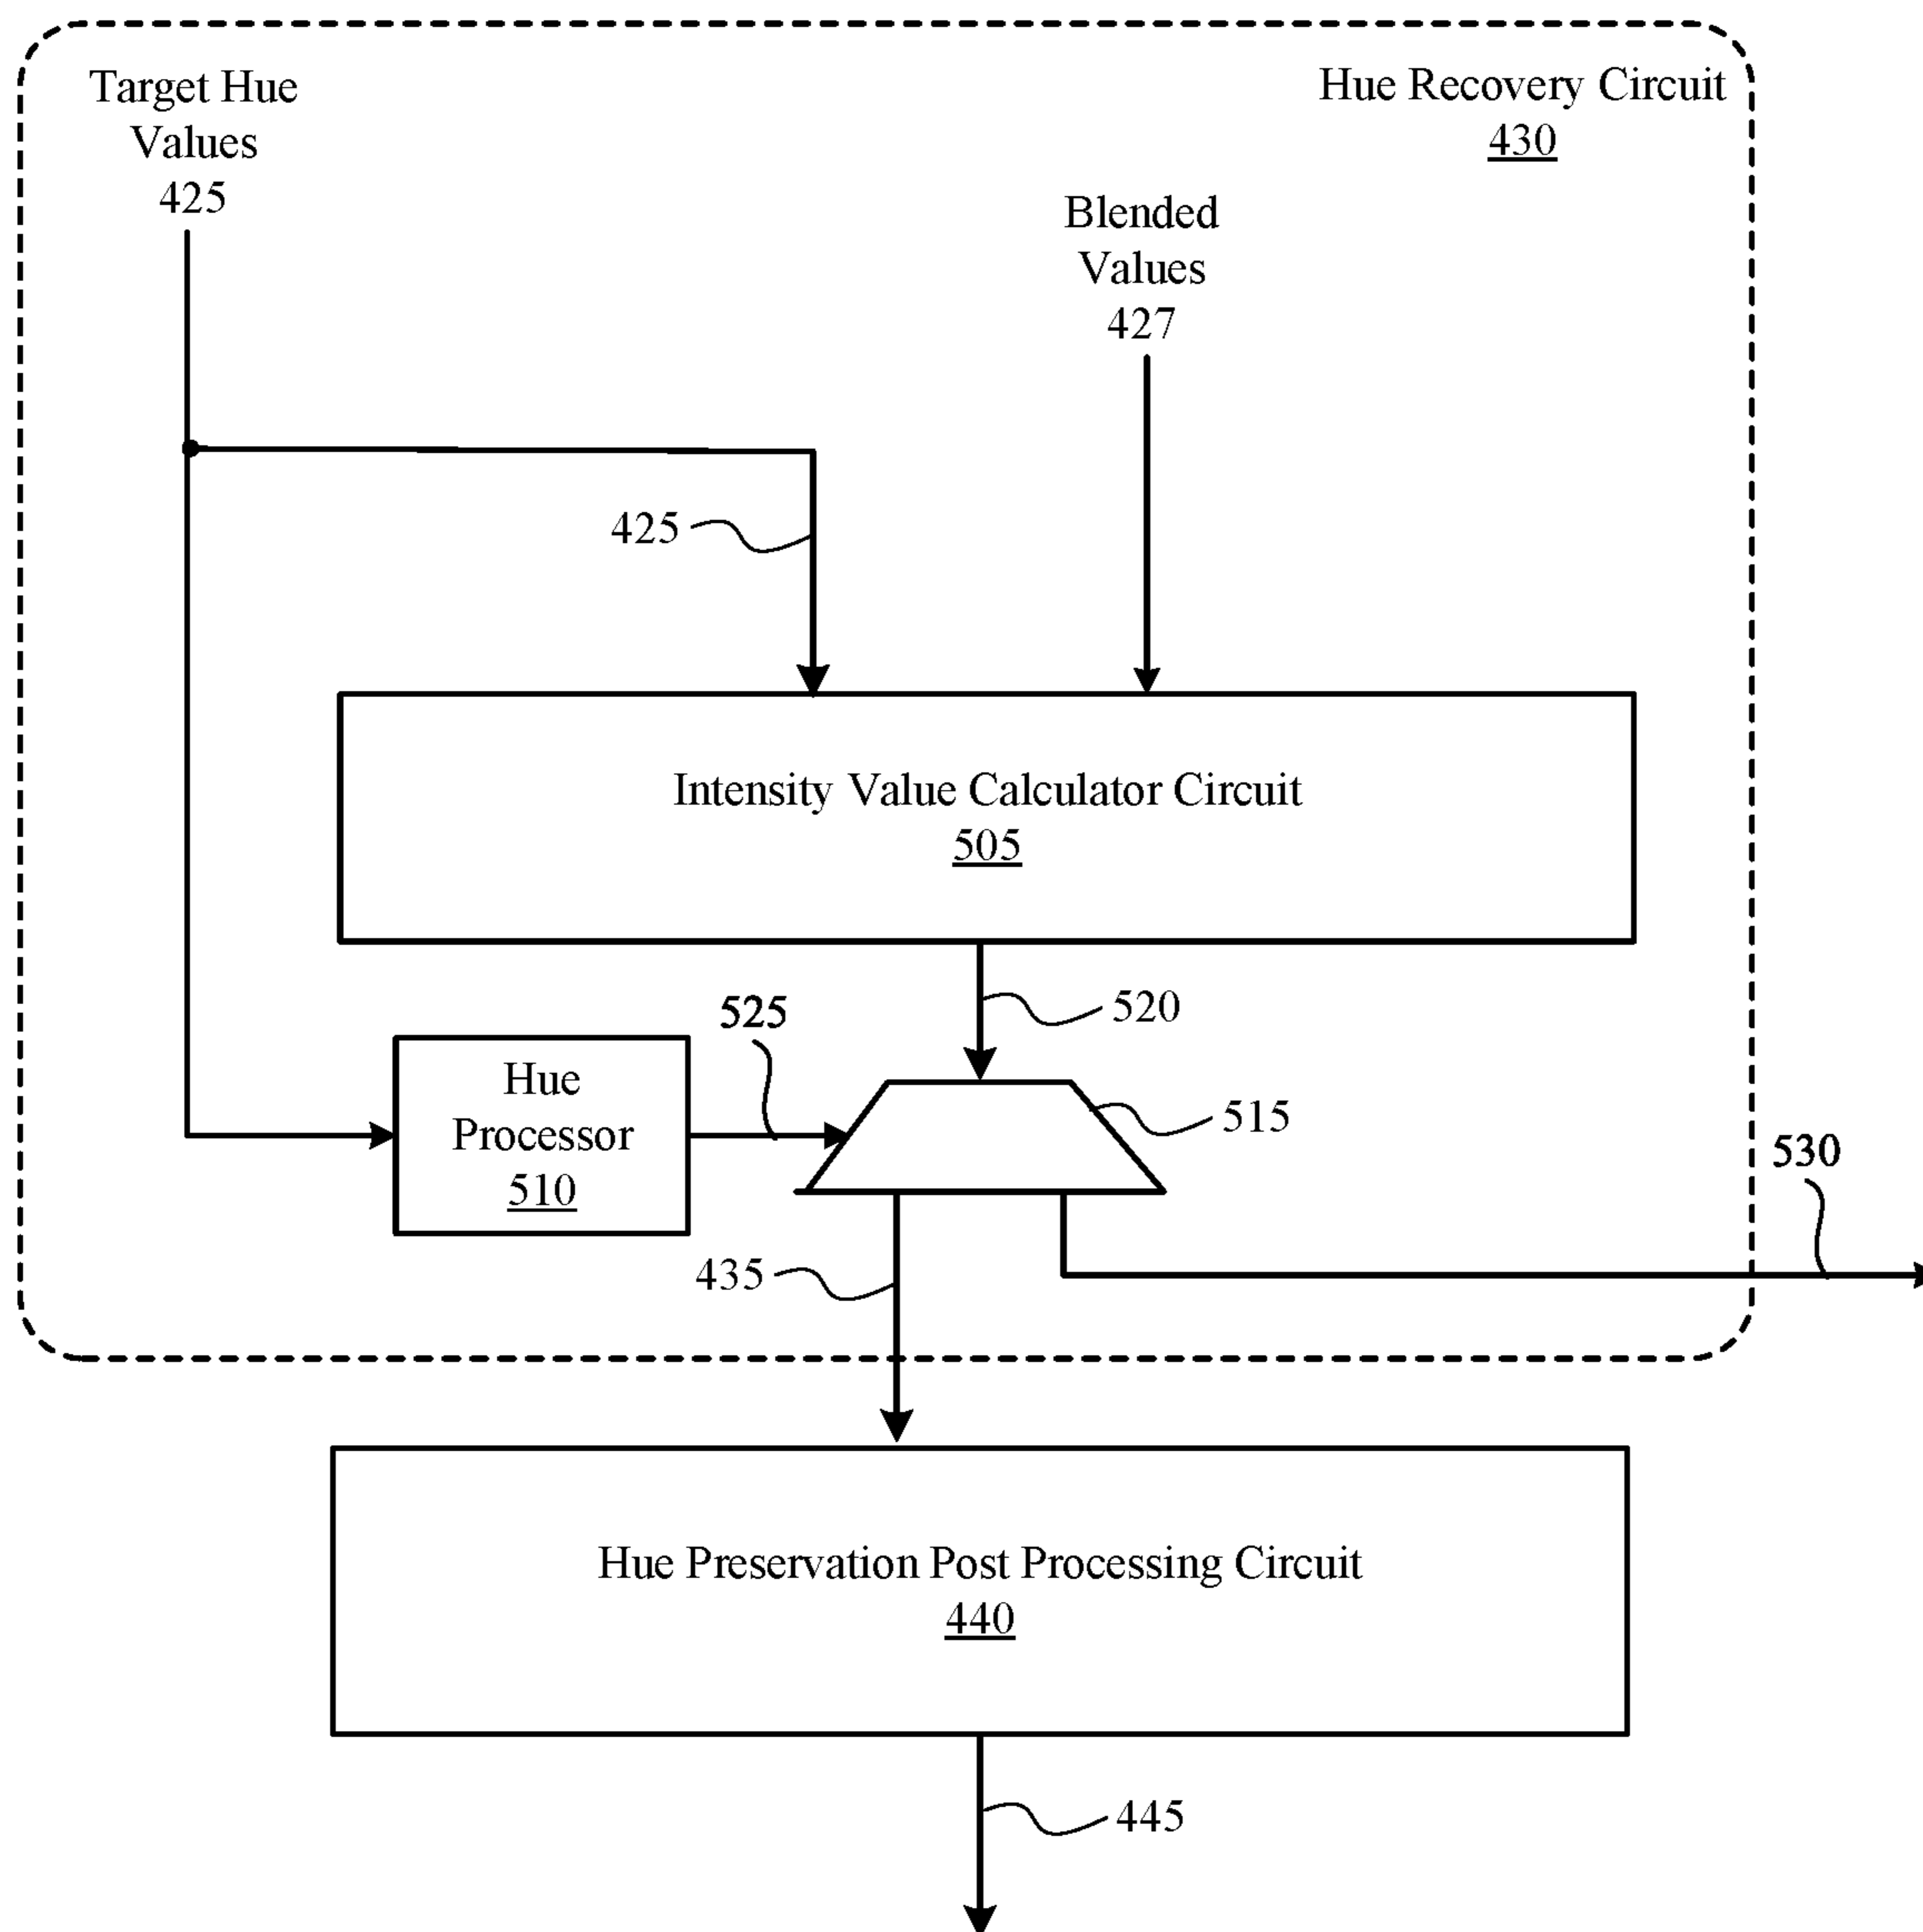 Target Hue
Values
425
Hue Recovery Circuit
430
Blended
Values
427
425
Intensity Value Calculator Circuit
505
520
525
Hue
Processor
510
515
530
435
Hue Preservation Post Processing Circuit
440
445